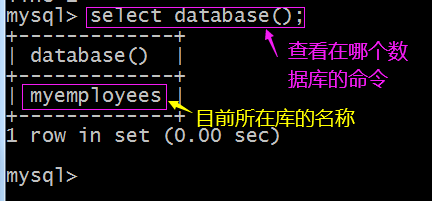 mysql> select database();
+--------------+
| database()   |
+--------------+
| myemployees  |
+--------------+
1 row in set (0.00 sec)
mysql>
查看在哪个数
据库的命令
目前所在库的名称